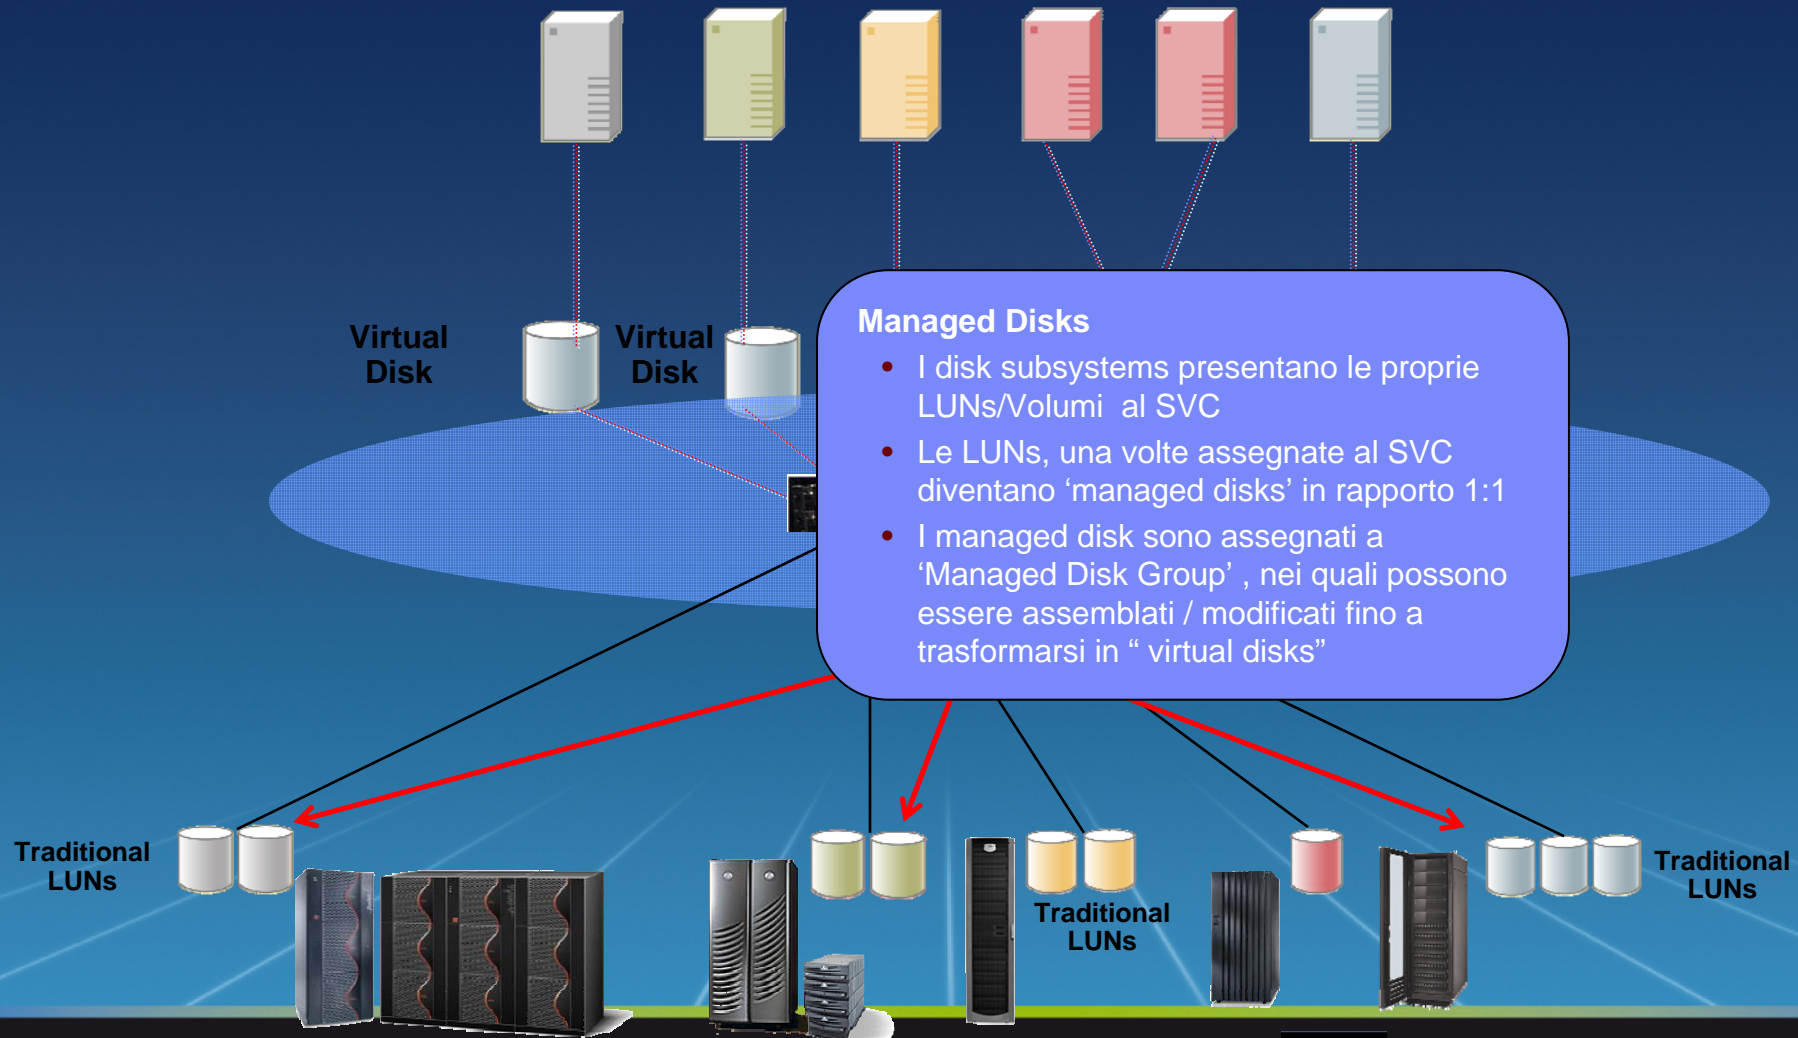 Virtual
Disk
Virtual
Disk
Managed Disks
• I disk subsystems presentano le proprie
LUNs/Volumi al SVC
• Le LUNs, una volte assegnate al SVC
diventano ‘managed disks’ in rapporto 1:1
• I managed disk sono assegnati a
‘Managed Disk Group’ , nei quali possono
essere assemblati / modificati fino a
trasformarsi in “ virtual disks”
Traditional
LUNs
Traditional
LUNs
Traditional
LUNs